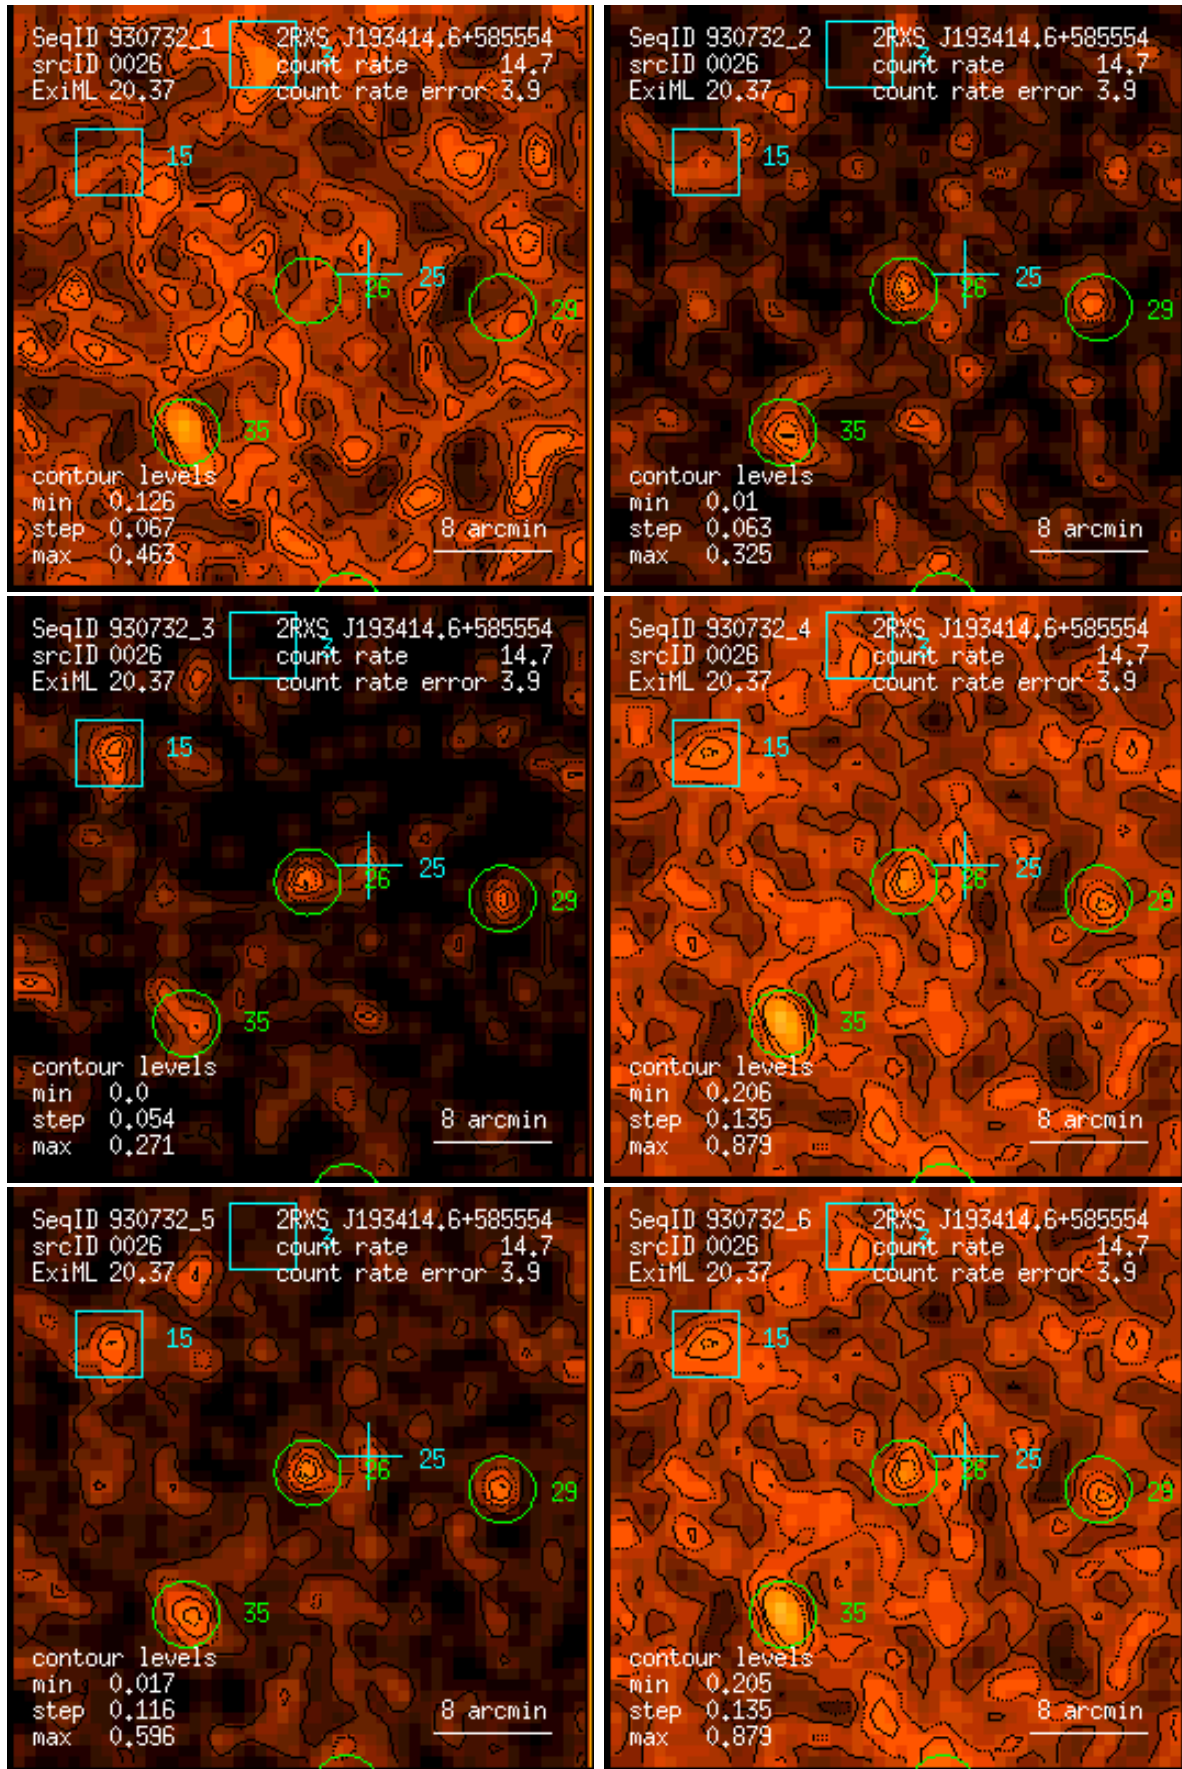 SeqID 930732_1 2RXS J193414.6+585554
srcID 0026 count rate 14.7
ExiML 20.37 count rate error 3.9
3
15
25
26
29
35
contour levels
min 0.126
step 0.067
max 0.463
8 arcmin
SeqID 930732_2 2RXS J193414.6+585554
srcID 0026 count rate 14.7
ExiML 20.37 count rate error 3.9
3
15
25
26
29
35
contour levels
min 0.01
step 0.063
max 0.325
8 arcmin
SeqID 930732_3 2RXS J193414.6+585554
srcID 0026 count rate 14.7
ExiML 20.37 count rate error 3.9
3
15
25
26
29
35
contour levels
min 0.0
step 0.054
max 0.271
8 arcmin
SeqID 930732_4 2RXS J193414.6+585554
srcID 0026 count rate 14.7
ExiML 20.37 count rate error 3.9
3
15
25
26
29
35
contour levels
min 0.206
step 0.135
max 0.879
8 arcmin
SeqID 930732_5 2RXS J193414.6+585554
srcID 0026 count rate 14.7
ExiML 20.37 count rate error 3.9
3
15
25
26
29
35
contour levels
min 0.017
step 0.116
max 0.596
8 arcmin
SeqID 930732_6 2RXS J193414.6+585554
srcID 0026 count rate 14.7
ExiML 20.37 count rate error 3.9
3
15
25
26
29
35
contour levels
min 0.205
step 0.135
max 0.879
8 arcmin